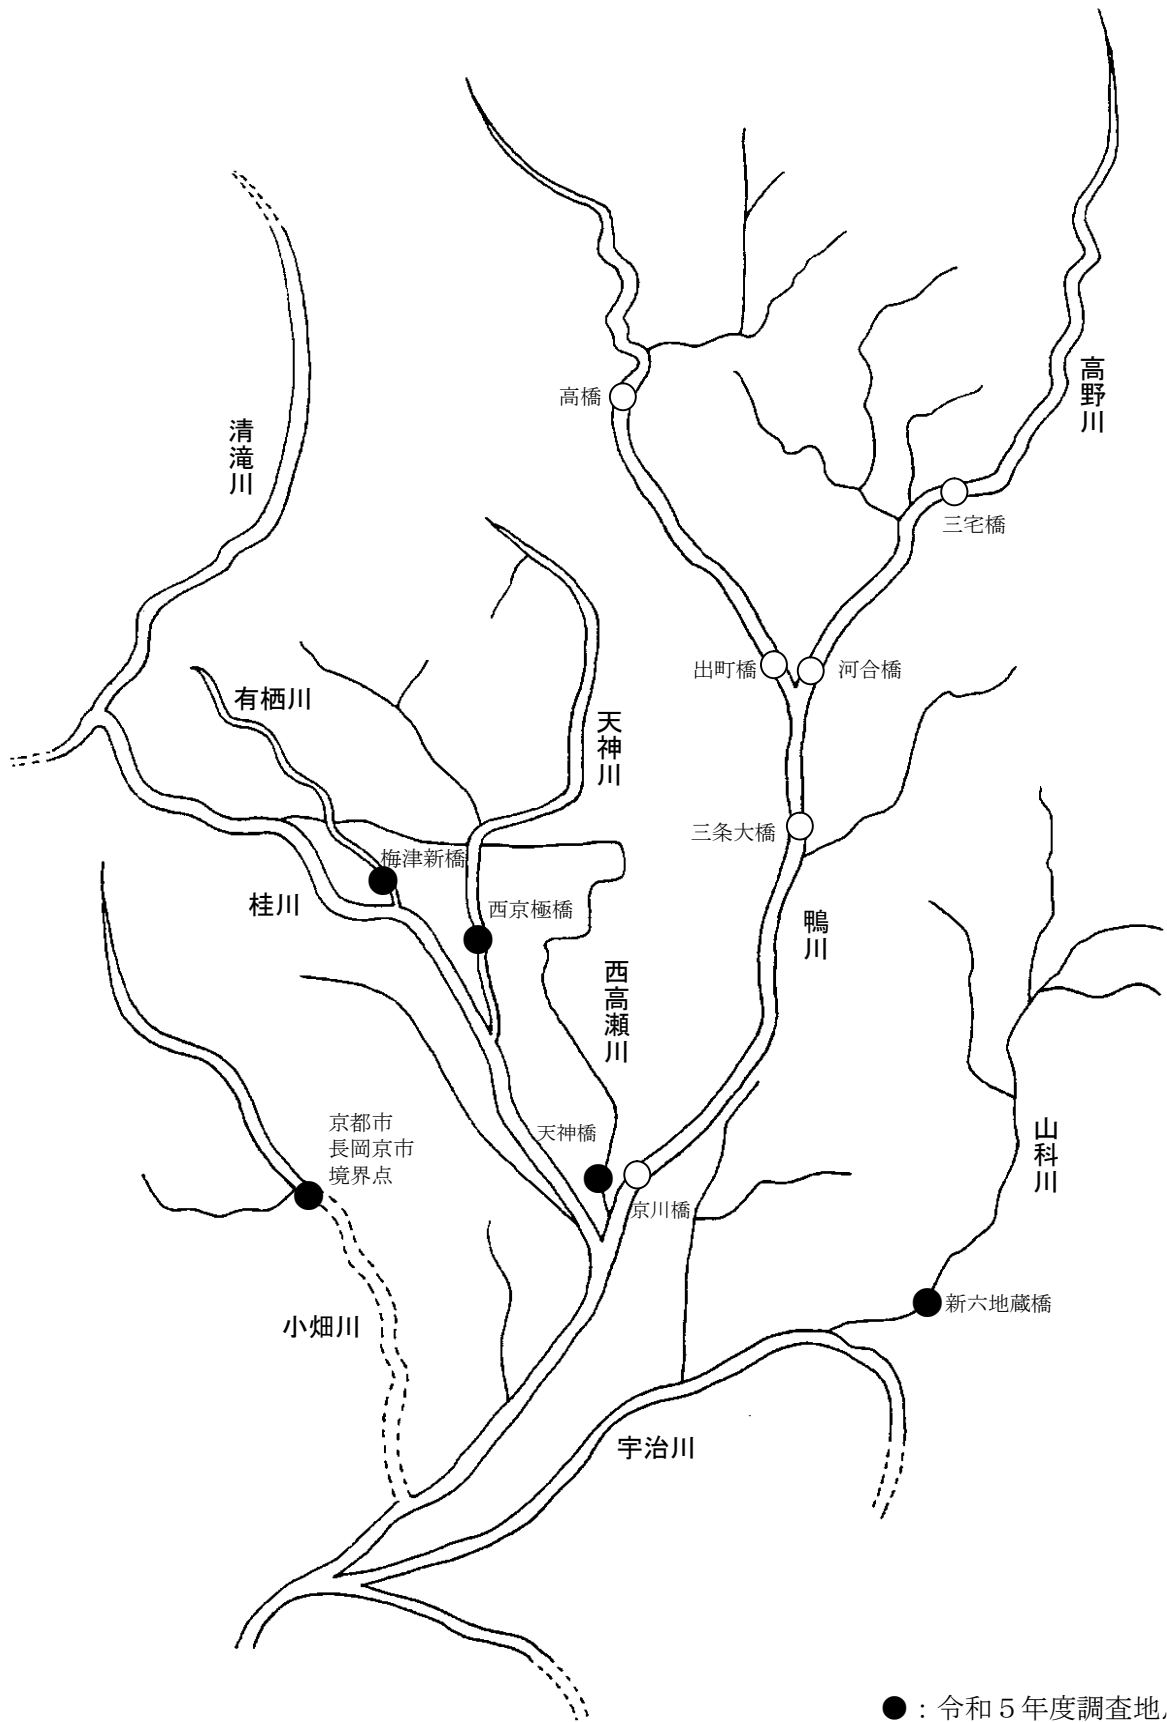 高野川
高橋
清滝川
三宅橋
出町橋
河合橋
有栖川
天神川
三条大橋
梅津新橋
桂川
西京極橋
鴨川
西高瀬川
京都市
長岡京市
境界点
天神橋
山科川
京川橋
新六地蔵橋
小畑川
宇治川
●：令和５年度調査地